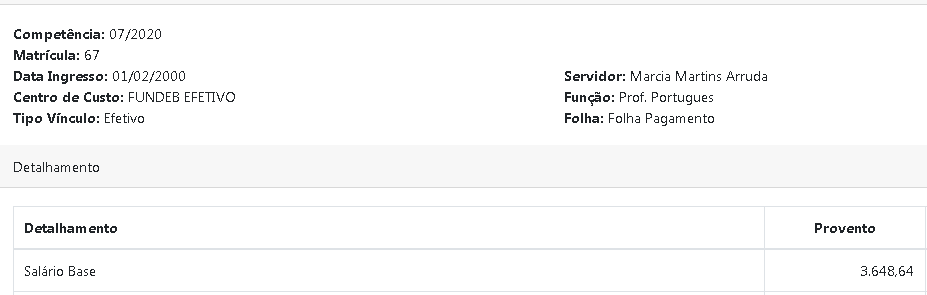 Competência: 07/2020
Matrícula: 67
Data Ingresso: 01/02/2000
Servidor: Marcia Martins Arruda
Centro de Custo: FUNDEB EFETIVO
Função: Prof. Portugues
Tipo Vínculo: Efetivo
Folha: Folha Pagamento
Detalhamento
Detalhamento Provento
Salário Base 3.648,64